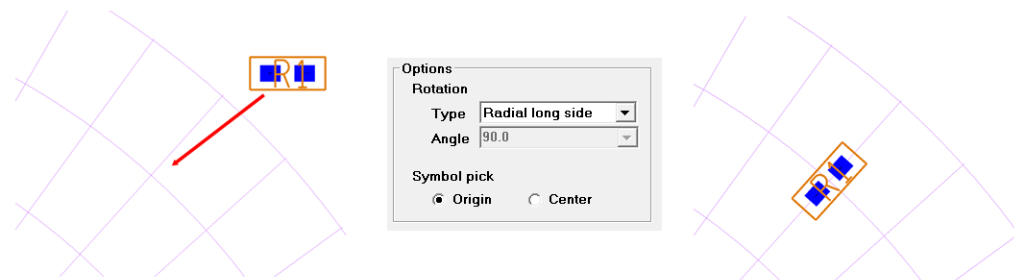 R1
Options
Rotation
Type Radial long side
Angle 90.0
Symbol pick
Origin Center
R1